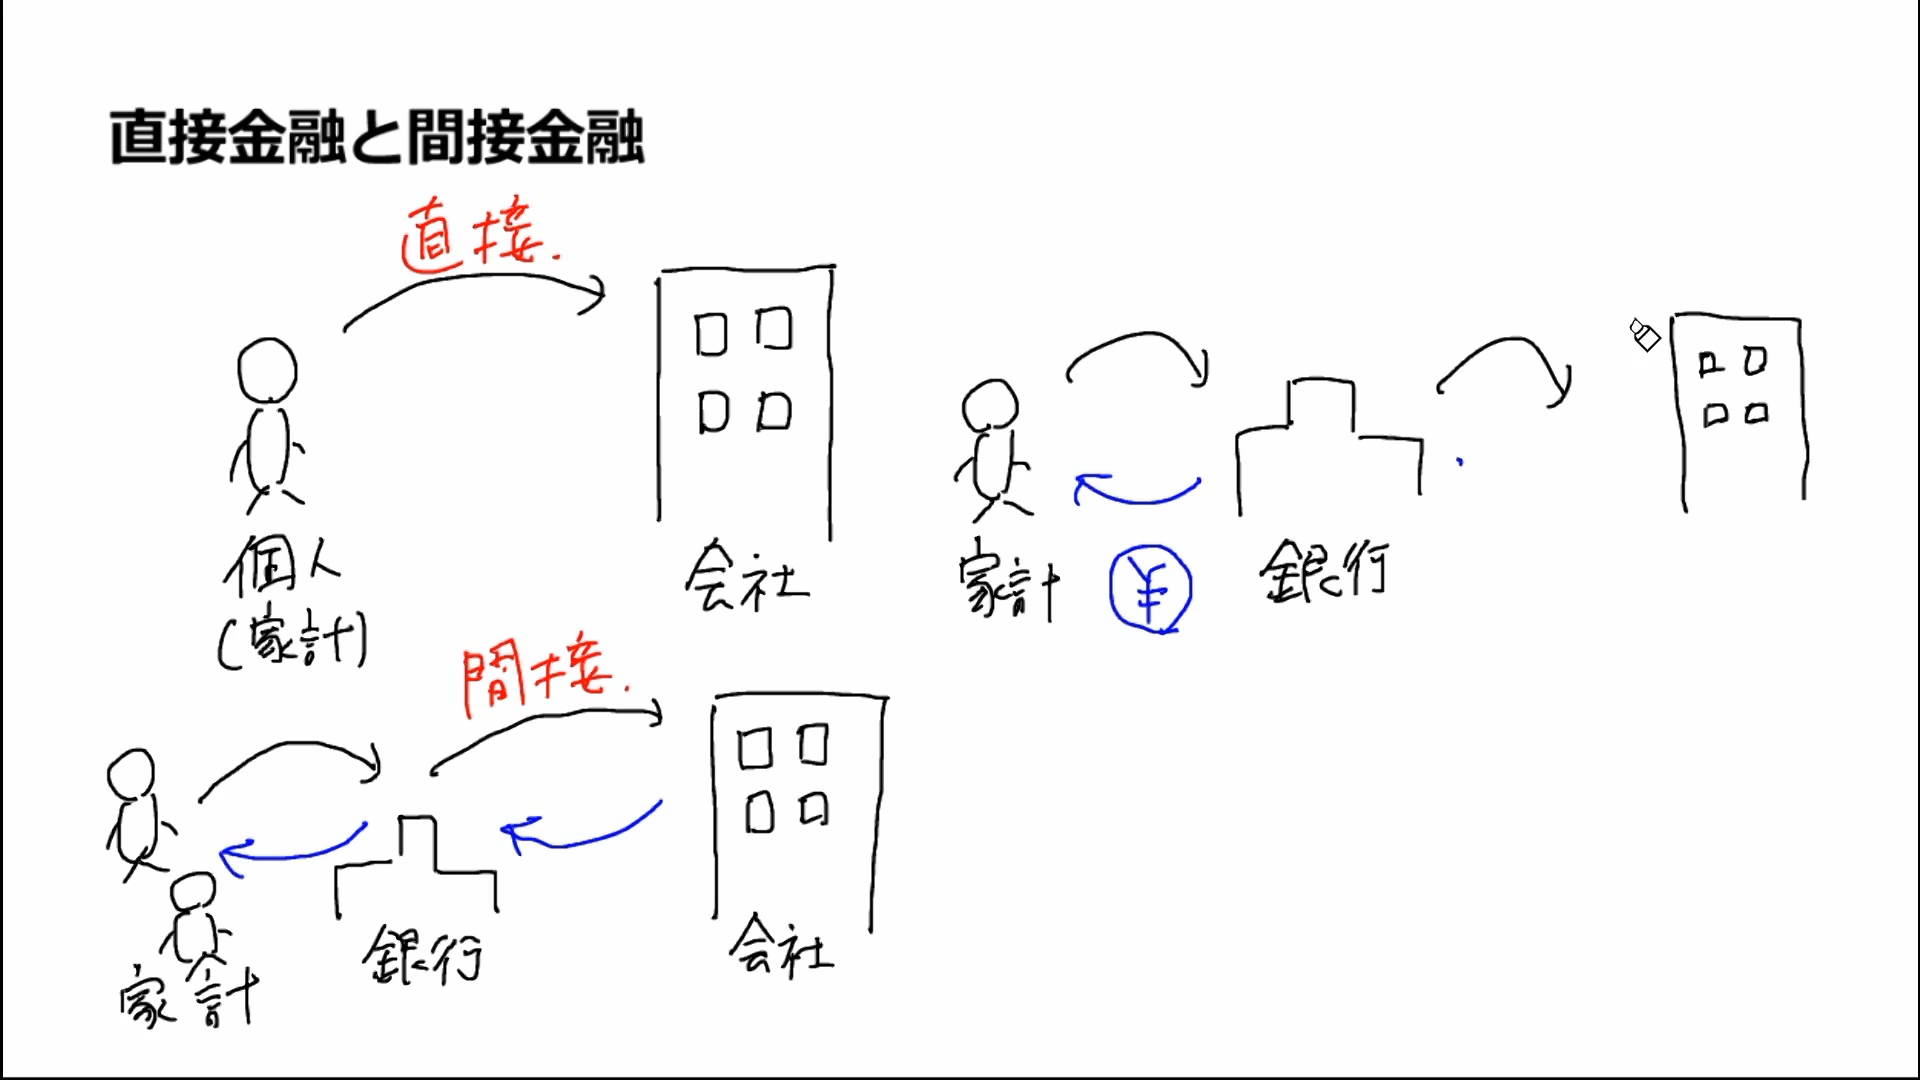 直接金融と間接金融
直接.
個人
(家計)
会社
間接.
家計
銀行
会社
家計
¥
銀行